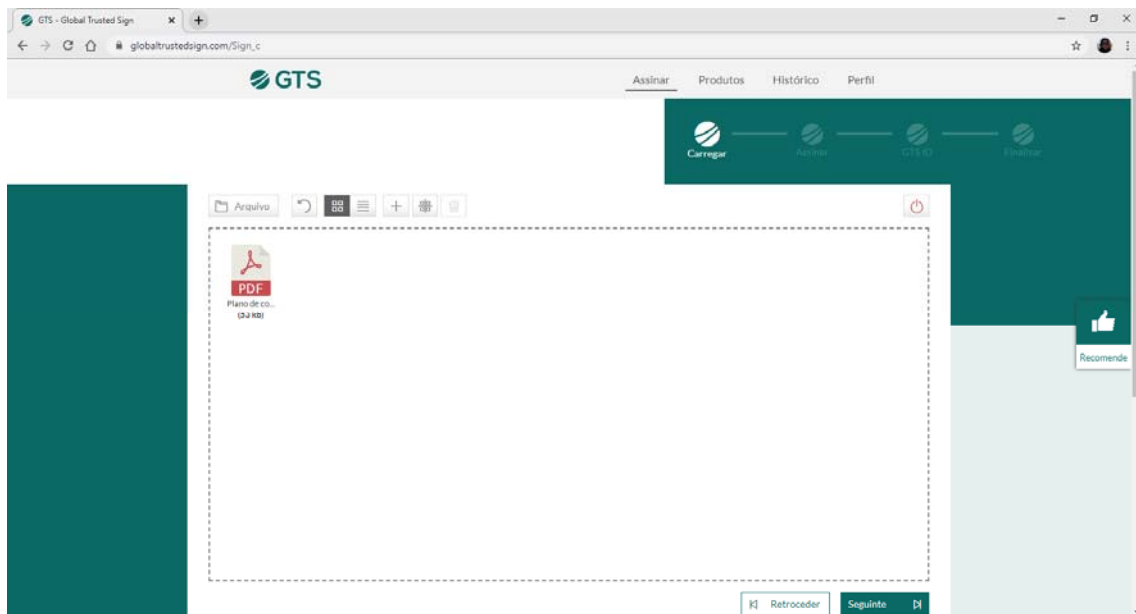 GTS - Global Trusted Sign
globaltrustedsign.com/Sign_c
GTS
Assinar Produtos Histórico Perfil
Carregar Assinar GTS ID Finalizar
Arquivo
PDF
Plano de co...
Recomende
Retroceder Seguinte